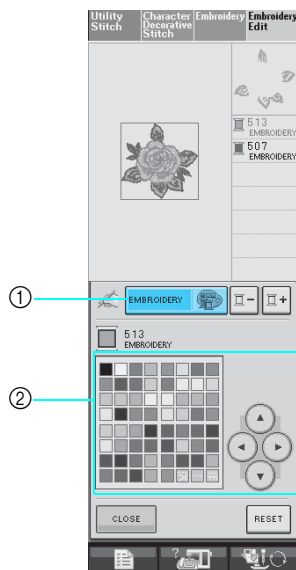 Utility Stitch
Character Decorative Stitch
Embroidery
Embroidery Edit
513
EMBROIDERY
507
EMBROIDERY
①
EMBROIDERY
513
EMBROIDERY
②
CLOSE
RESET